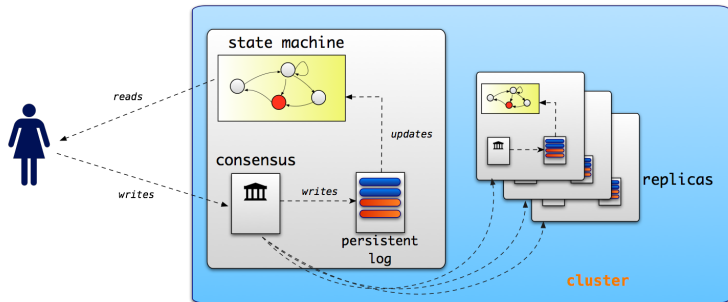 state machine
reads
updates
consensus
writes
writes
persistent
log
replicas
cluster